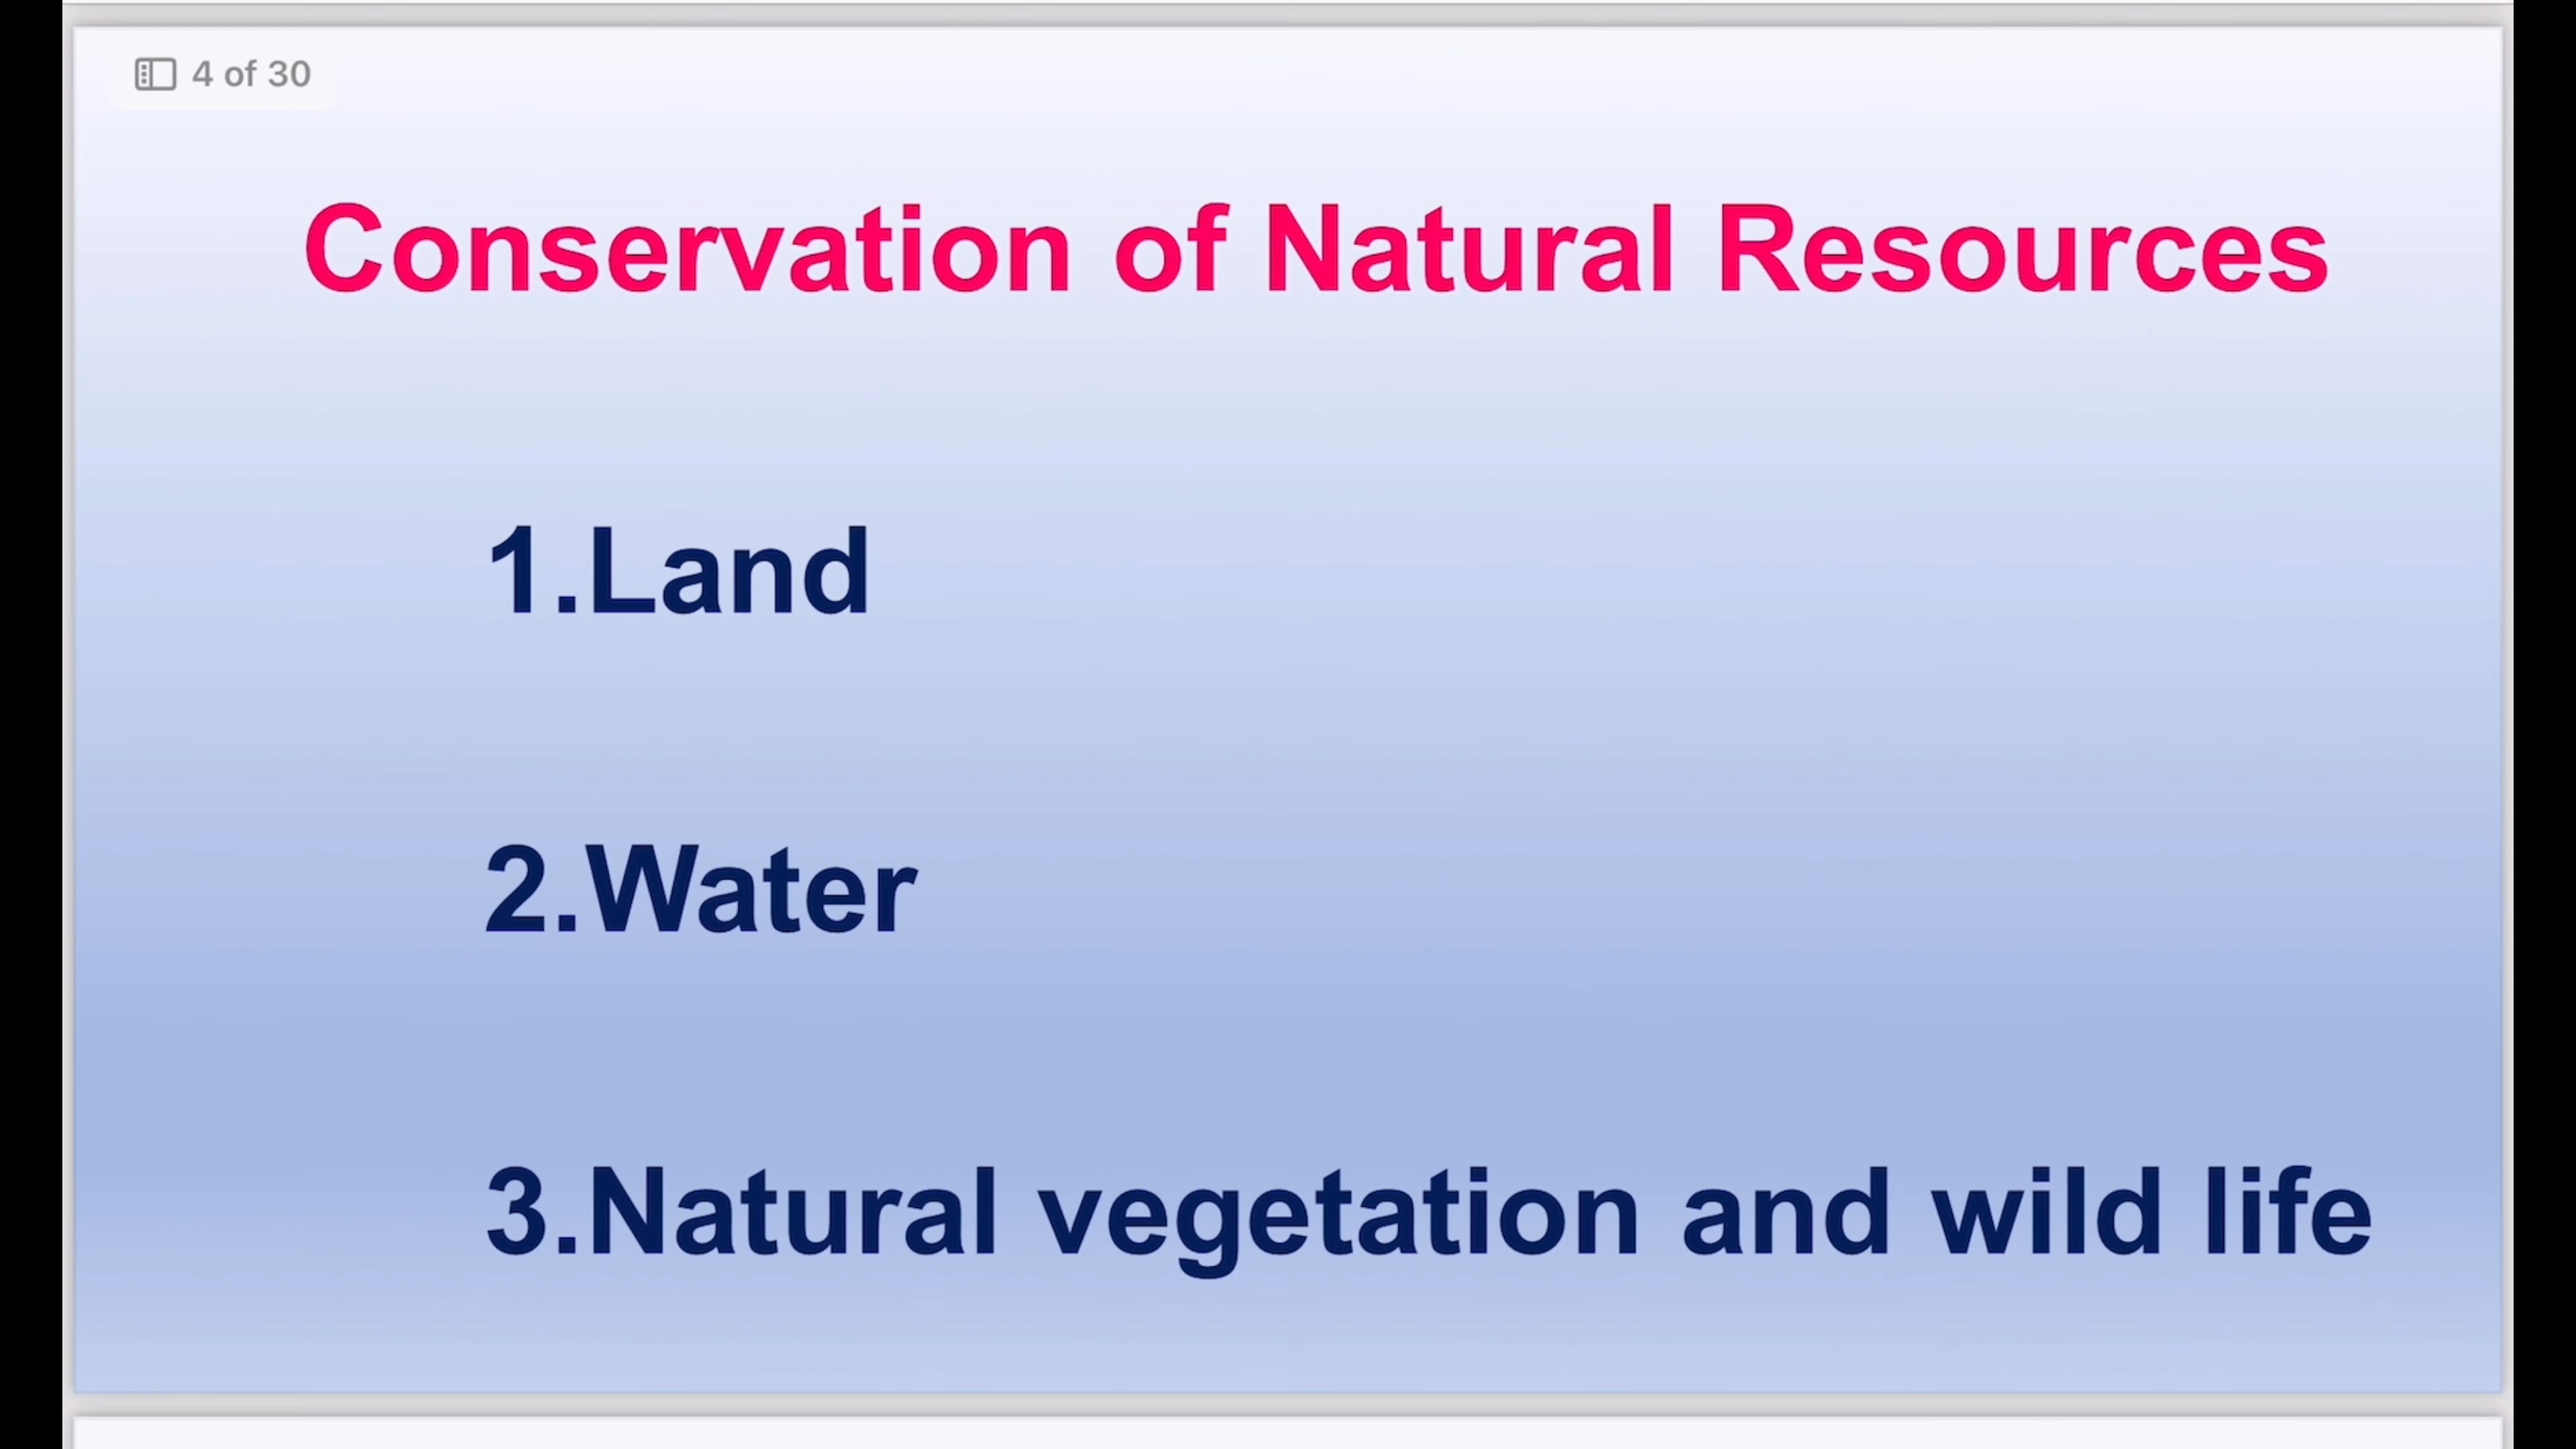 4 of 30
Conservation of Natural Resources
1.Land
2.Water
3.Natural vegetation and wild life